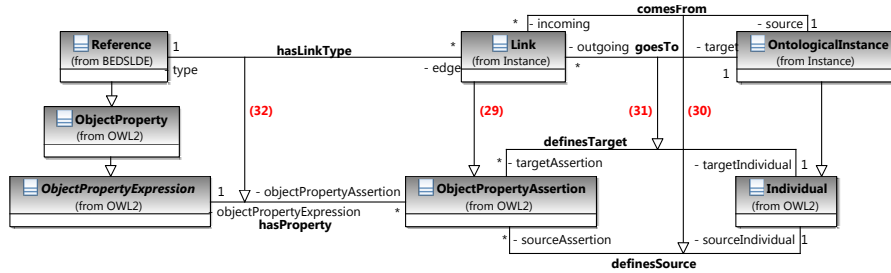 comesFrom
* - incoming
- source 1
Reference
(from BEDSLDE)
1
- type
hasLinkType
*
- edge
Link
(from Instance)
- outgoing goesTo - target
*
1
OntologicalInstance
(from Instance)
ObjectProperty
(from OWL2)
(32)
(29)
(31)
(30)
definesTarget
* - targetAssertion
- targetIndividual 1
ObjectPropertyExpression
(from OWL2)
1 - objectPropertyAssertion
- objectPropertyExpression *
hasProperty
ObjectPropertyAssertion
(from OWL2)
Individual
(from OWL2)
* - sourceAssertion
- sourceIndividual 1
definesSource